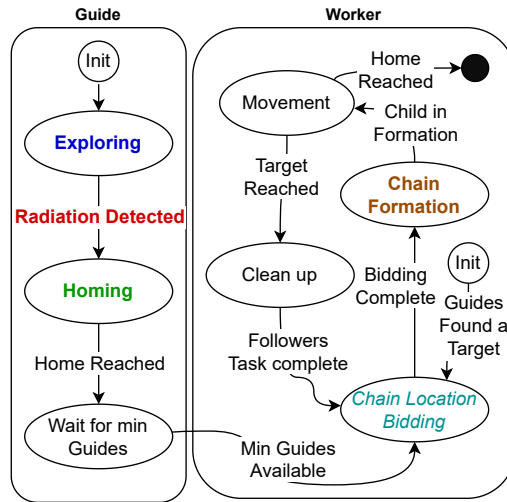 Guide
Init
Exploring
Radiation Detected
Homing
Home Reached
Wait for min
Guides
Worker
Home
Reached
Movement
Child in
Formation
Target
Reached
Chain
Formation
Clean up
Bidding
Complete
Init
Guides
Found a
Target
Followers
Task complete
Chain Location
Bidding
Min Guides
Available